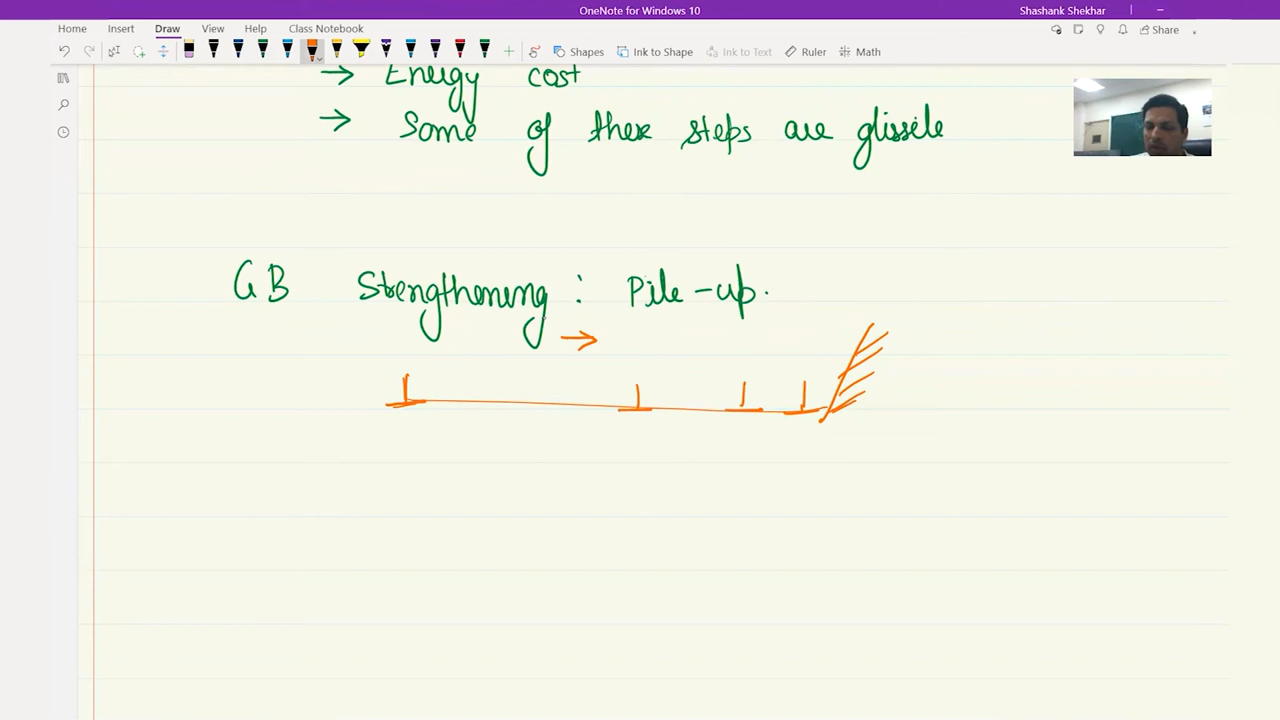 OneNote for Windows 10
Shashank Shekhar
Home Insert Draw View Help Class Notebook
Share
Shapes Ink to Shape Ink to Text Ruler Math
→ Energy cost
→ Some of these steps are glissile
GB Strengthening : Pile-up.